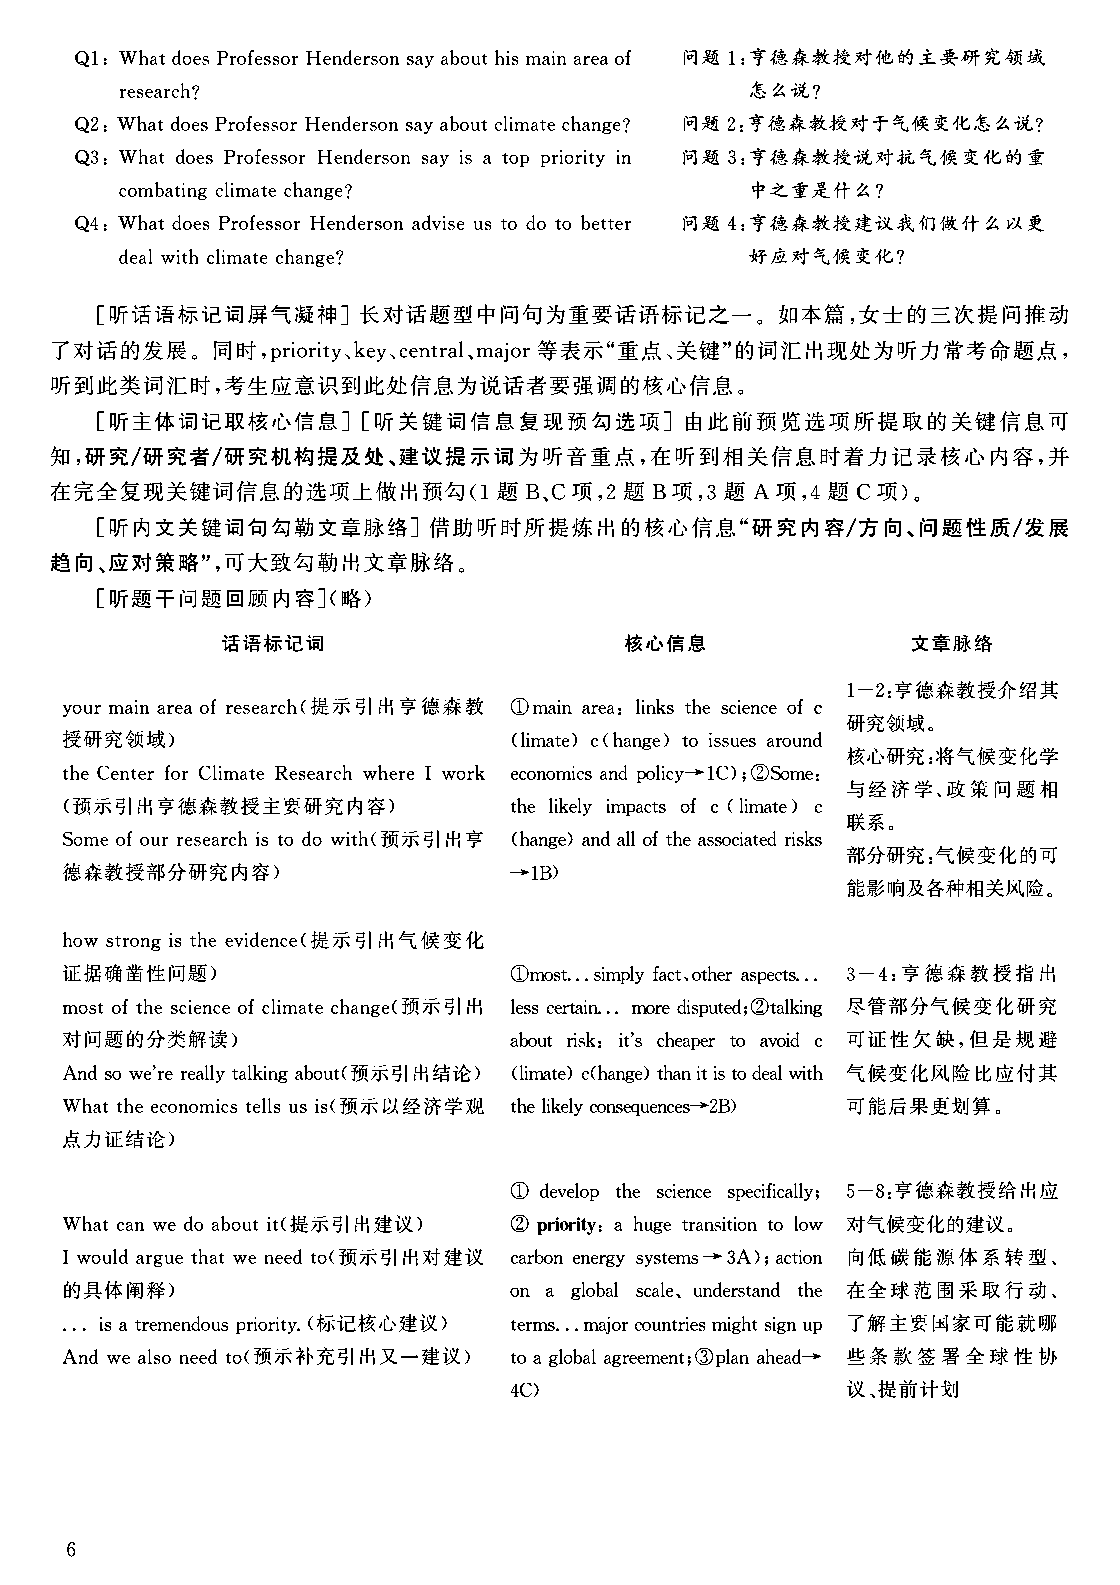 Q1: What does Professor Henderson say about his main area of research?
问题1:亨德森教授对他的主要研究领域怎么说?
Q2: What does Professor Henderson say about climate change?
问题2:亨德森教授对于气候变化怎么说?
Q3: What does Professor Henderson say is a top priority in combating climate change?
问题3:亨德森教授说对抗气候变化的重中之重是什么?
Q4: What does Professor Henderson advise us to do to better deal with climate change?
问题4:亨德森教授建议我们做什么以更好应对气候变化?
[听话语标记词屏气凝神] 长对话题型中问句为重要话语标记之一。如本篇,女士的三次提问推动
了对话的发展。同时,priority、key、central、major 等表示“重点、关键”的词汇出现处为听力常考命题点,
听到此类词汇时,考生应意识到此处信息为说话者要强调的核心信息。
[听主体词记取核心信息] [听关键词信息复现预勾选项] 由此前预览选项所提取的关键信息可
知,研究/研究者/研究机构提及处、建议提示词为听音重点,在听到相关信息时着力记录核心内容,并
在完全复现关键词信息的选项上做出预勾(1题B、C项,2题B项,3题A项,4题C项)。
[听内文关键词句勾勒文章脉络] 借助听时所提炼出的核心信息“研究内容/方向、问题性质/发展
趋向、应对策略”,可大致勾勒出文章脉络。
[听题干问题回顾内容](略)
话语标记词 核心信息 文章脉络
your main area of research(提示引出亨德森教
授研究领域)
the Center for Climate Research where I work
(预示引出亨德森教授主要研究内容)
Some of our research is to do with(预示引出亨
德森教授部分研究内容)
①main area: links the science of c
(limate) c(hange) to issues around
economics and policy→1C);②Some:
the likely impacts of c(limate) c
(hange) and all of the associated risks
→1B)
1-2:亨德森教授介绍其
研究领域。
核心研究:将气候变化学
与经济学、政策问题相
联系。
部分研究:气候变化的可
能影响及各种相关风险。
how strong is the evidence(提示引出气候变化
证据确凿性问题)
most of the science of climate change(预示引出
对问题的分类解读)
And so we're really talking about(预示引出结论)
What the economics tells us is(预示以经济学观
点力证结论)
①most...simply fact、other aspects...
less certain... more disputed;②talking
about risk: it's cheaper to avoid c
(limate) c(hange) than it is to deal with
the likely consequences→2B)
3-4:亨德森教授指出
尽管部分气候变化研究
可证性欠缺,但是规避
气候变化风险比应付其
可能后果更划算。
What can we do about it(提示引出建议)
I would argue that we need to(预示引出对建议
的具体阐释)
... is a tremendous priority.(标记核心建议)
And we also need to(预示补充引出又一建议)
① develop the science specifically;
② priority: a huge transition to low
carbon energy systems→3A);action
on a global scale、understand the
terms...major countries might sign up
to a global agreement;③plan ahead→
4C)
5-8:亨德森教授给出应
对气候变化的建议。
向低碳能源体系转型、
在全球范围采取行动、
了解主要国家可能就哪
些条款签署全球性协
议、提前计划
6